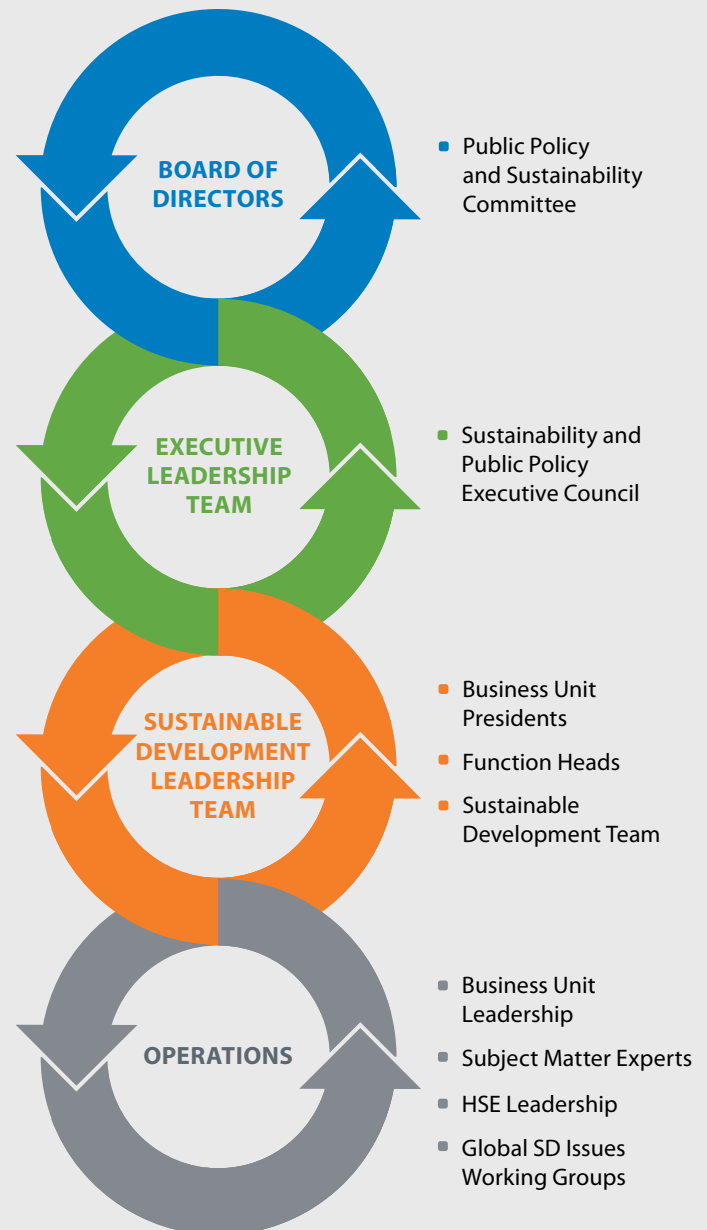 BOARD OF
DIRECTORS
Public Policy
and Sustainability
Committee
EXECUTIVE
LEADERSHIP
TEAM
Sustainability and
Public Policy
Executive Council
SUSTAINABLE
DEVELOPMENT
LEADERSHIP
TEAM
Business Unit
Presidents
Function Heads
Sustainable
Development Team
OPERATIONS
Business Unit
Leadership
Subject Matter Experts
HSE Leadership
Global SD Issues
Working Groups